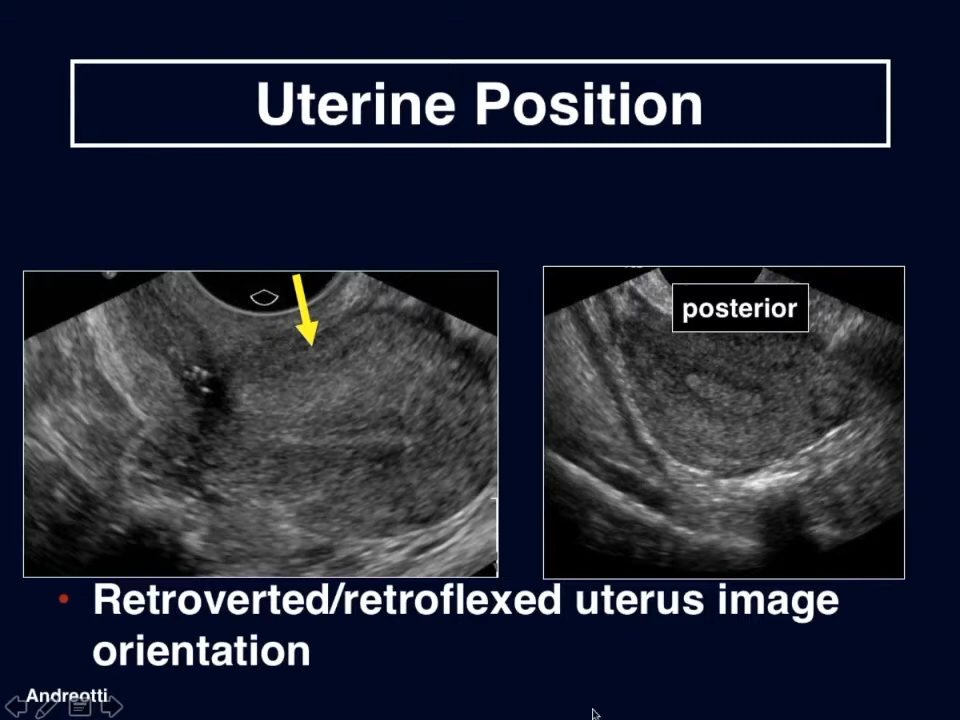 Uterine Position
posterior
• Retroverted/retroflexed uterus image
orientation
Andreotti